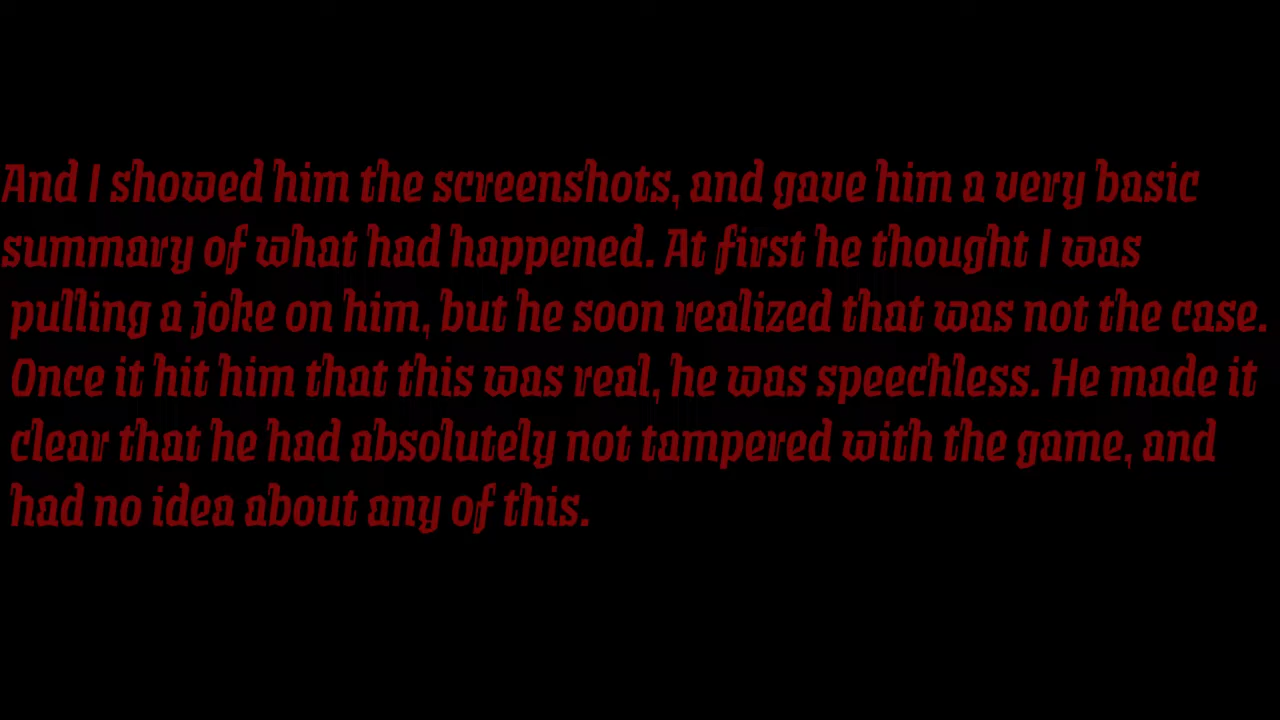 And I showed him the screenshots, and gave him a very basic
summary of what had happened. At first he thought I was
pulling a joke on him, but he soon realized that was not the case.
Once it hit him that this was real, he was speechless. He made it
clear that he had absolutely not tampered with the game, and
had no idea about any of this.